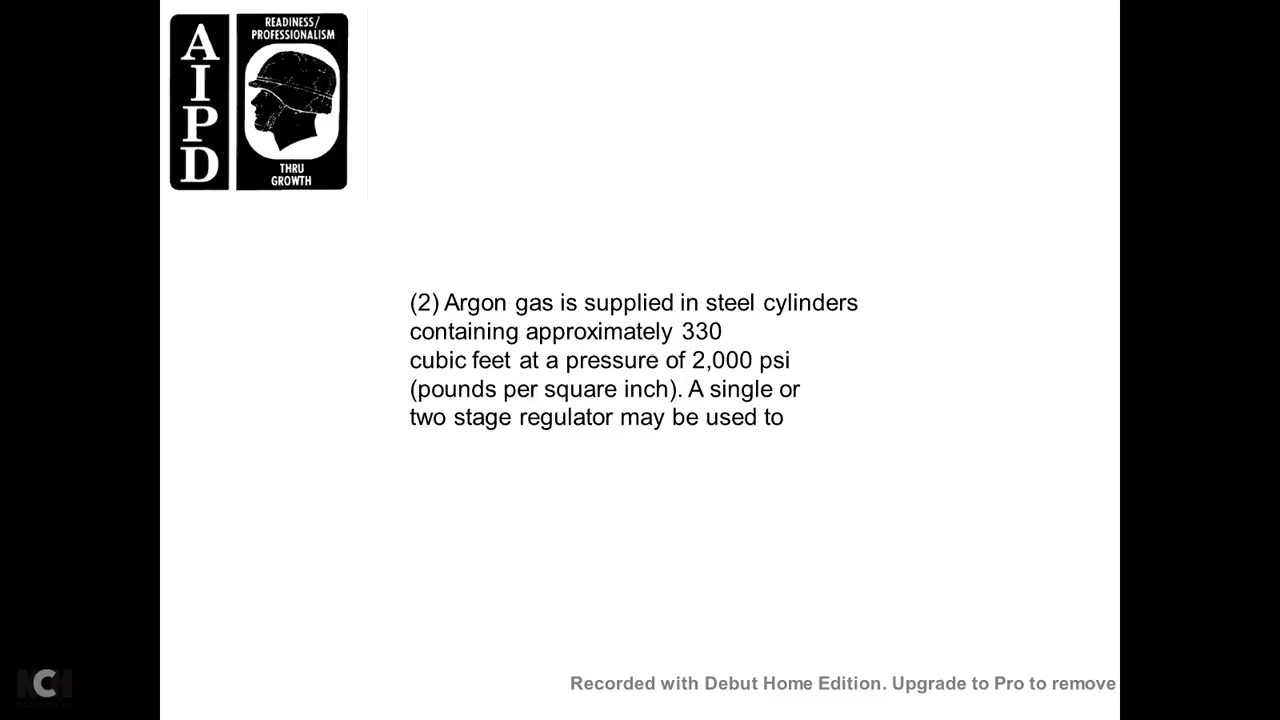 AIPD
READINESS/
PROFESSIONALISM
THRU
GROWTH
(2) Argon gas is supplied in steel cylinders
containing approximately 330
cubic feet at a pressure of 2,000 psi
(pounds per square inch). A single or
two stage regulator may be used to
Recorded with Debut Home Edition. Upgrade to Pro to remove